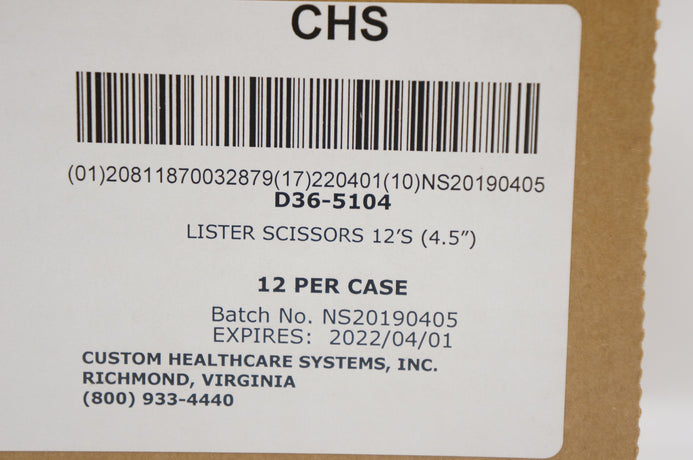 CHS
(01)20811870032879(17)220401(10)NS20190405
D36-5104
LISTER SCISSORS 12'S (4.5")
12 PER CASE
Batch No. NS20190405
EXPIRES: 2022/04/01
CUSTOM HEALTHCARE SYSTEMS, INC.
RICHMOND, VIRGINIA
(800) 933-4440